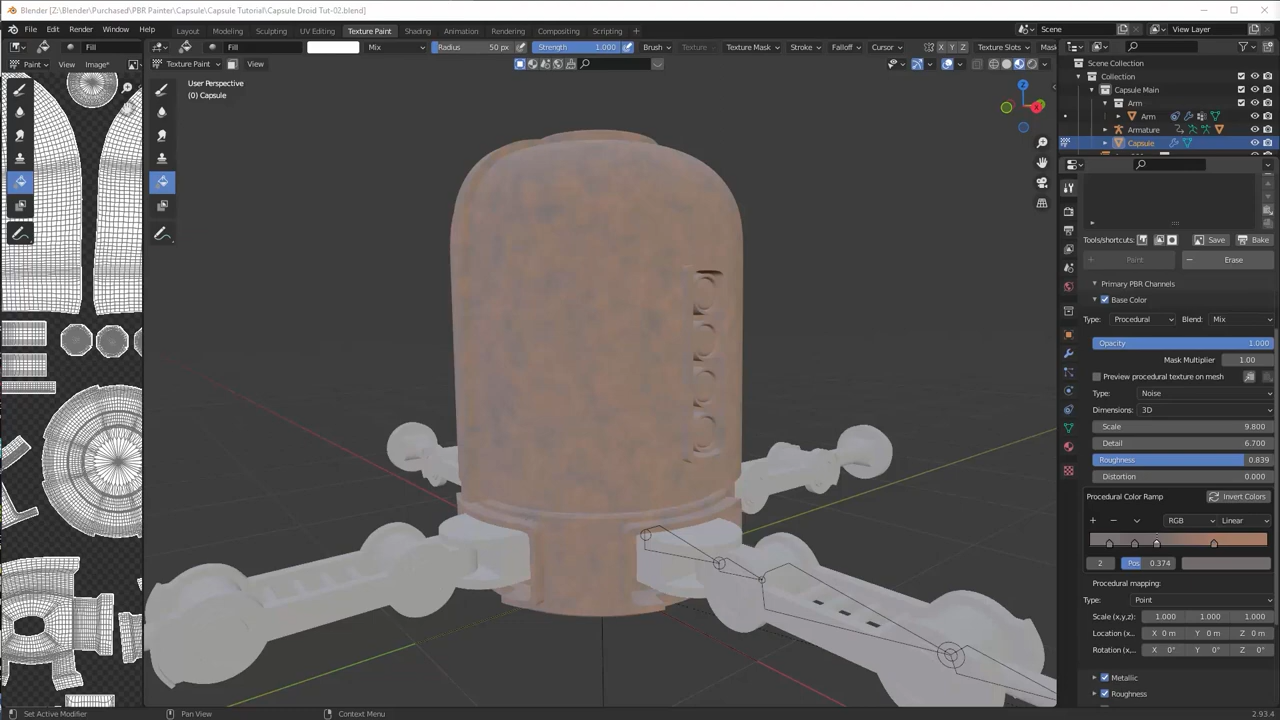 Blender [Z:\Blender\Purchased\PBR Painter\Capsule\Capsule Tutorial\Capsule Droid Tut-02.blend]
File Edit Render Window Help Layout Modeling Sculpting UV Editing Texture Paint Shading Animation Rendering Compositing Scripting + Scene View Layer
Fill Fill Mix Radius 50 px Strength 1.000 Brush Texture Texture Mask Stroke Falloff Cursor X Y Z Texture Slots Mask
Paint View Image* Texture Paint View
Scene Collection
Collection
Capsule Main
Arm
Arm
Armature
Capsule
User Perspective
(0) Capsule
Z
Tools/shortcuts: Save Bake
Paint Erase
Primary PBR Channels
Base Color
Type: Procedural Blend: Mix
Opacity 1.000
Mask Multiplier 1.00
Preview procedural texture on mesh
Type: Noise
Dimensions: 3D
Scale 9.800
Detail 6.700
Roughness 0.839
Distortion 0.000
Procedural Color Ramp Invert Colors
RGB Linear
2 Pos 0.374
Procedural mapping:
Type: Point
Scale (x,y,z) 1.000 1.000 1.000
Location (x... X 0 m Y 0 m Z 0 m
Rotation (x,... X 0° Y 0° Z 0°
Metallic
Roughness
Set Active Modifier Pan View Context Menu 2.93.4